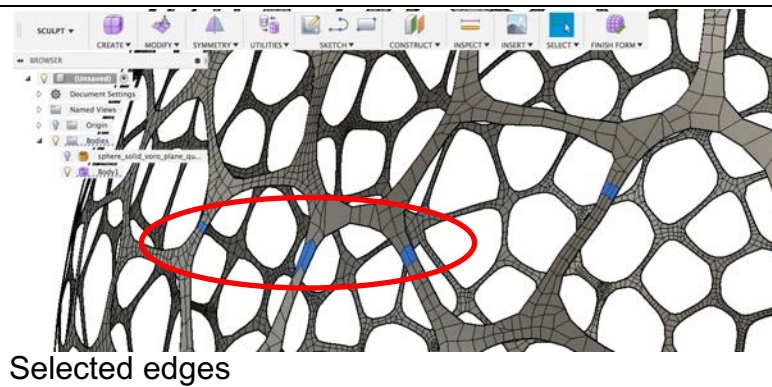 SCULPT ▾
CREATE ▾ MODIFY ▾ SYMMETRY ▾ UTILITIES ▾ SKETCH ▾ CONSTRUCT ▾ INSPECT ▾ INSERT ▾ SELECT ▾ FINISH FORM ▾
BROWSER
(Unsaved)
Document Settings
Named Views
Origin
Bodies
sphere_solid_voro_plane_qu...
Body1
Selected edges